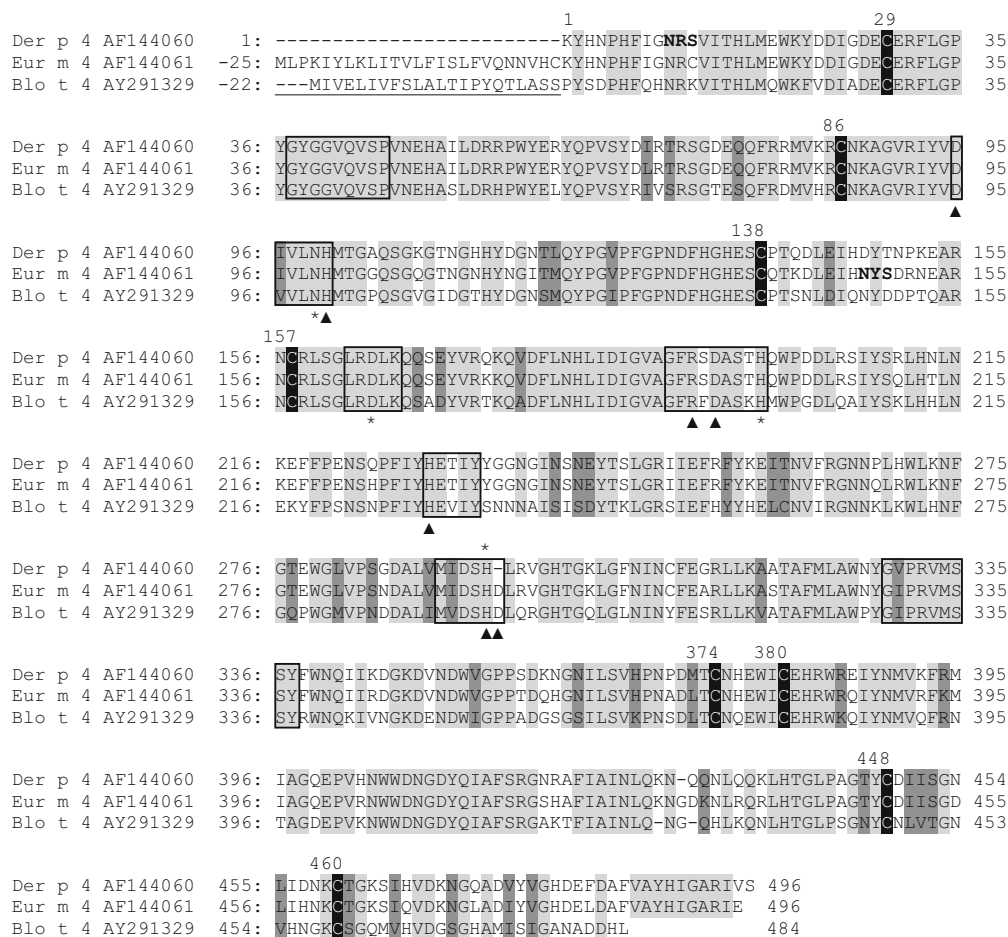 1 29
Der p 4 AF144060 1: -------------------------KYHNPHFIGNRSVITHLMEWKYDDIGDECERFLGP 35
Eur m 4 AF144061 -25: MLPKIYLKLITVLFISLFVQNNVHCKYHNPHFIGNRCVITHLMEWKYDDIGDECERFLGP 35
Blo t 4 AY291329 -22: ---MIVELIVFSLALTIPYQTLASSPYSDPHFQHNRKVITHLMEWKFVDIADECERFLGP 35
86
Der p 4 AF144060 36: YGYGGVQVSPVNEHAILDRRPWYERYQPVSYDIRTRSGDEQQFRRMVKRCNKAGVRIYVD 95
Eur m 4 AF144061 36: YGYGGVQVSPVNEHAILDRRPWYERYQPVSYDLRTRSGDEQQFRRMVKRCNKAGVRIYVD 95
Blo t 4 AY291329 36: YGYGGVQVSPVNEHASLDRHPWYELYQPVSYRIVSRSGTESQFRDMVHRCNKAGVRIYVD 95
▲
138
Der p 4 AF144060 96: IVLNHMTGAQSGKGTNGHHYDGNTLQYPGVPFGPNDFHGHESCPTQDLEIHDYTNPKEAR 155
Eur m 4 AF144061 96: IVLNHMTGGQSGQGTNGHNYNGITMQYPGVPFGPNDFHGHESCQTKDLEIHNYSDRNEAR 155
Blo t 4 AY291329 96: VVLNHMTGPQSGVGIDGTHYDGNSMQYPGIPFGPNDFHGHESCPTSNLDIQNYDDPTQAR 155
*▲
157
Der p 4 AF144060 156: NCRLSGLRDLKQQSEYVRQKQVDFLNHLIDIGVAGFRSDASTHQWPDDLRSIYSRLHNLN 215
Eur m 4 AF144061 156: NCRLSGLRDLKQQSEYVRKKQVDFLNHLIDIGVAGFRSDASTHQWPDDLRSIYSQLHTLN 215
Blo t 4 AY291329 156: NCRLSGLRDLKQSADYVRTKQADFLNHLIDIGVAGFRFDASKHMWPGDLQAIYSKLHHLN 215
* ▲ ▲ *
Der p 4 AF144060 216: KEFFPENSQPFIYHETIYYGGNGINSNEYTSLGRIIEFRFYKEITNVFRGNNPLHWLKNF 275
Eur m 4 AF144061 216: KEFFPENSHPFIYHETIYYGGNGINSNEYTSLGRIIEFRFYKEITNVFRGNNQLRWLKNF 275
Blo t 4 AY291329 216: EKYFPSNSNPFIYHEVIYSNNNAISISDYTKLGRSIEFHYYHELCNVIRGNNKLKWLHNF 275
▲ *
Der p 4 AF144060 276: GTEWGLVPSGDALVMIDSH-LRVGHTGKLGFNINCFEGRLLKAATAFMLAWNYGVPRVMS 335
Eur m 4 AF144061 276: GTEWGLVPSNDALVMIDSHDLRVGHTGKLGFNINCFEARLLKASTAFMLAWNYGIPRVMS 335
Blo t 4 AY291329 276: GQPWGMVPNDDALIMVDSHDLQRGHTGQLGLNINYFESRLLKVATAFMLAWPYGIPRVMS 335
▲▲
374 380
Der p 4 AF144060 336: SYFWNQIIKDGKDVNDWVGPPSDKNGNILSVHPNPDMTCNHEWICEHRWREIYNMVKFRM 395
Eur m 4 AF144061 336: SYFWNQIIRDGKDVNDWVGPPTDQHGNILSVHPNPDMTCNHEWICEHRWREIYNMVKFRM 395
Blo t 4 AY291329 336: SYRWNQKIVNGKDENDWIGPPADGSGSILSVKPNSDLTCNQEWICEHRWKQIYNMVQFRN 395
448
Der p 4 AF144060 396: IAGQEPVHNWWDNGDYQIAFSRGNRAFIAINLQKN-QQNLQQKLHTGLPAGTYCDIISGN 454
Eur m 4 AF144061 396: IAGQEPVRNWWDNGDYQIAFSRGSHAFIAINLQKNGDKNLRQRLHTGLPAGTYCDIISGD 455
Blo t 4 AY291329 396: TAGDEPVKNWWDNGDYQIAFSRGAKTFIAINLQ-NG-QHLKQNLHTGLPSGNYCNLVTGN 453
460
Der p 4 AF144060 455: LIDNKCTGKSIHVDKNGQADVYVGHDEFDAFVAYHIGARIVS 496
Eur m 4 AF144061 456: LIHNKCTGKSIQVDKNGLADIYVGHDELDAFVAYHIGARIE 496
Blo t 4 AY291329 454: VHNGKCSGQMVHVDGSGHAMISIGANADDHL 484